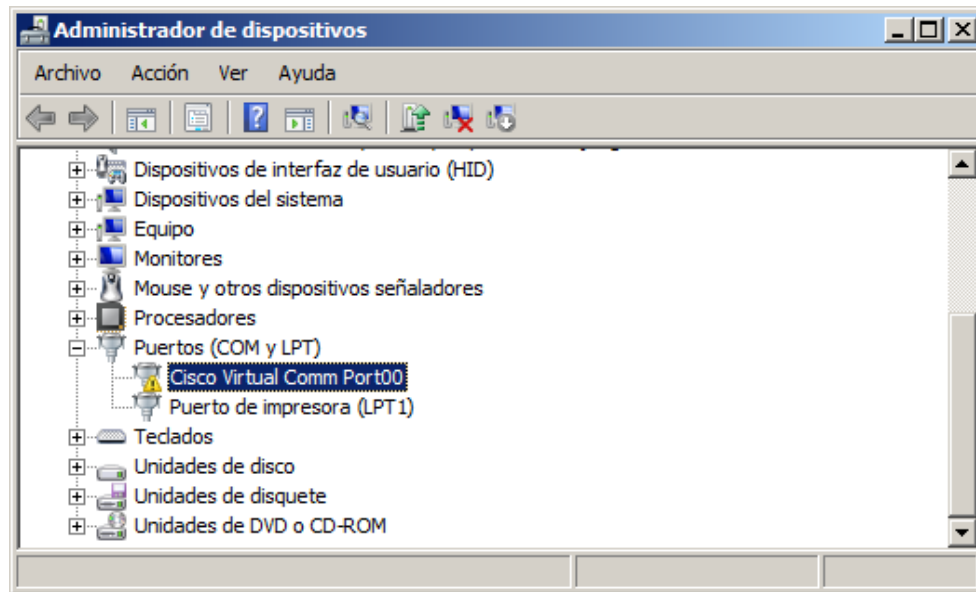 Administrador de dispositivos
Archivo Acción Ver Ayuda
Dispositivos de interfaz de usuario (HID)
Dispositivos del sistema
Equipo
Monitores
Mouse y otros dispositivos señaladores
Procesadores
Puertos (COM y LPT)
Cisco Virtual Comm Port00
Puerto de impresora (LPT1)
Teclados
Unidades de disco
Unidades de disquete
Unidades de DVD o CD-ROM